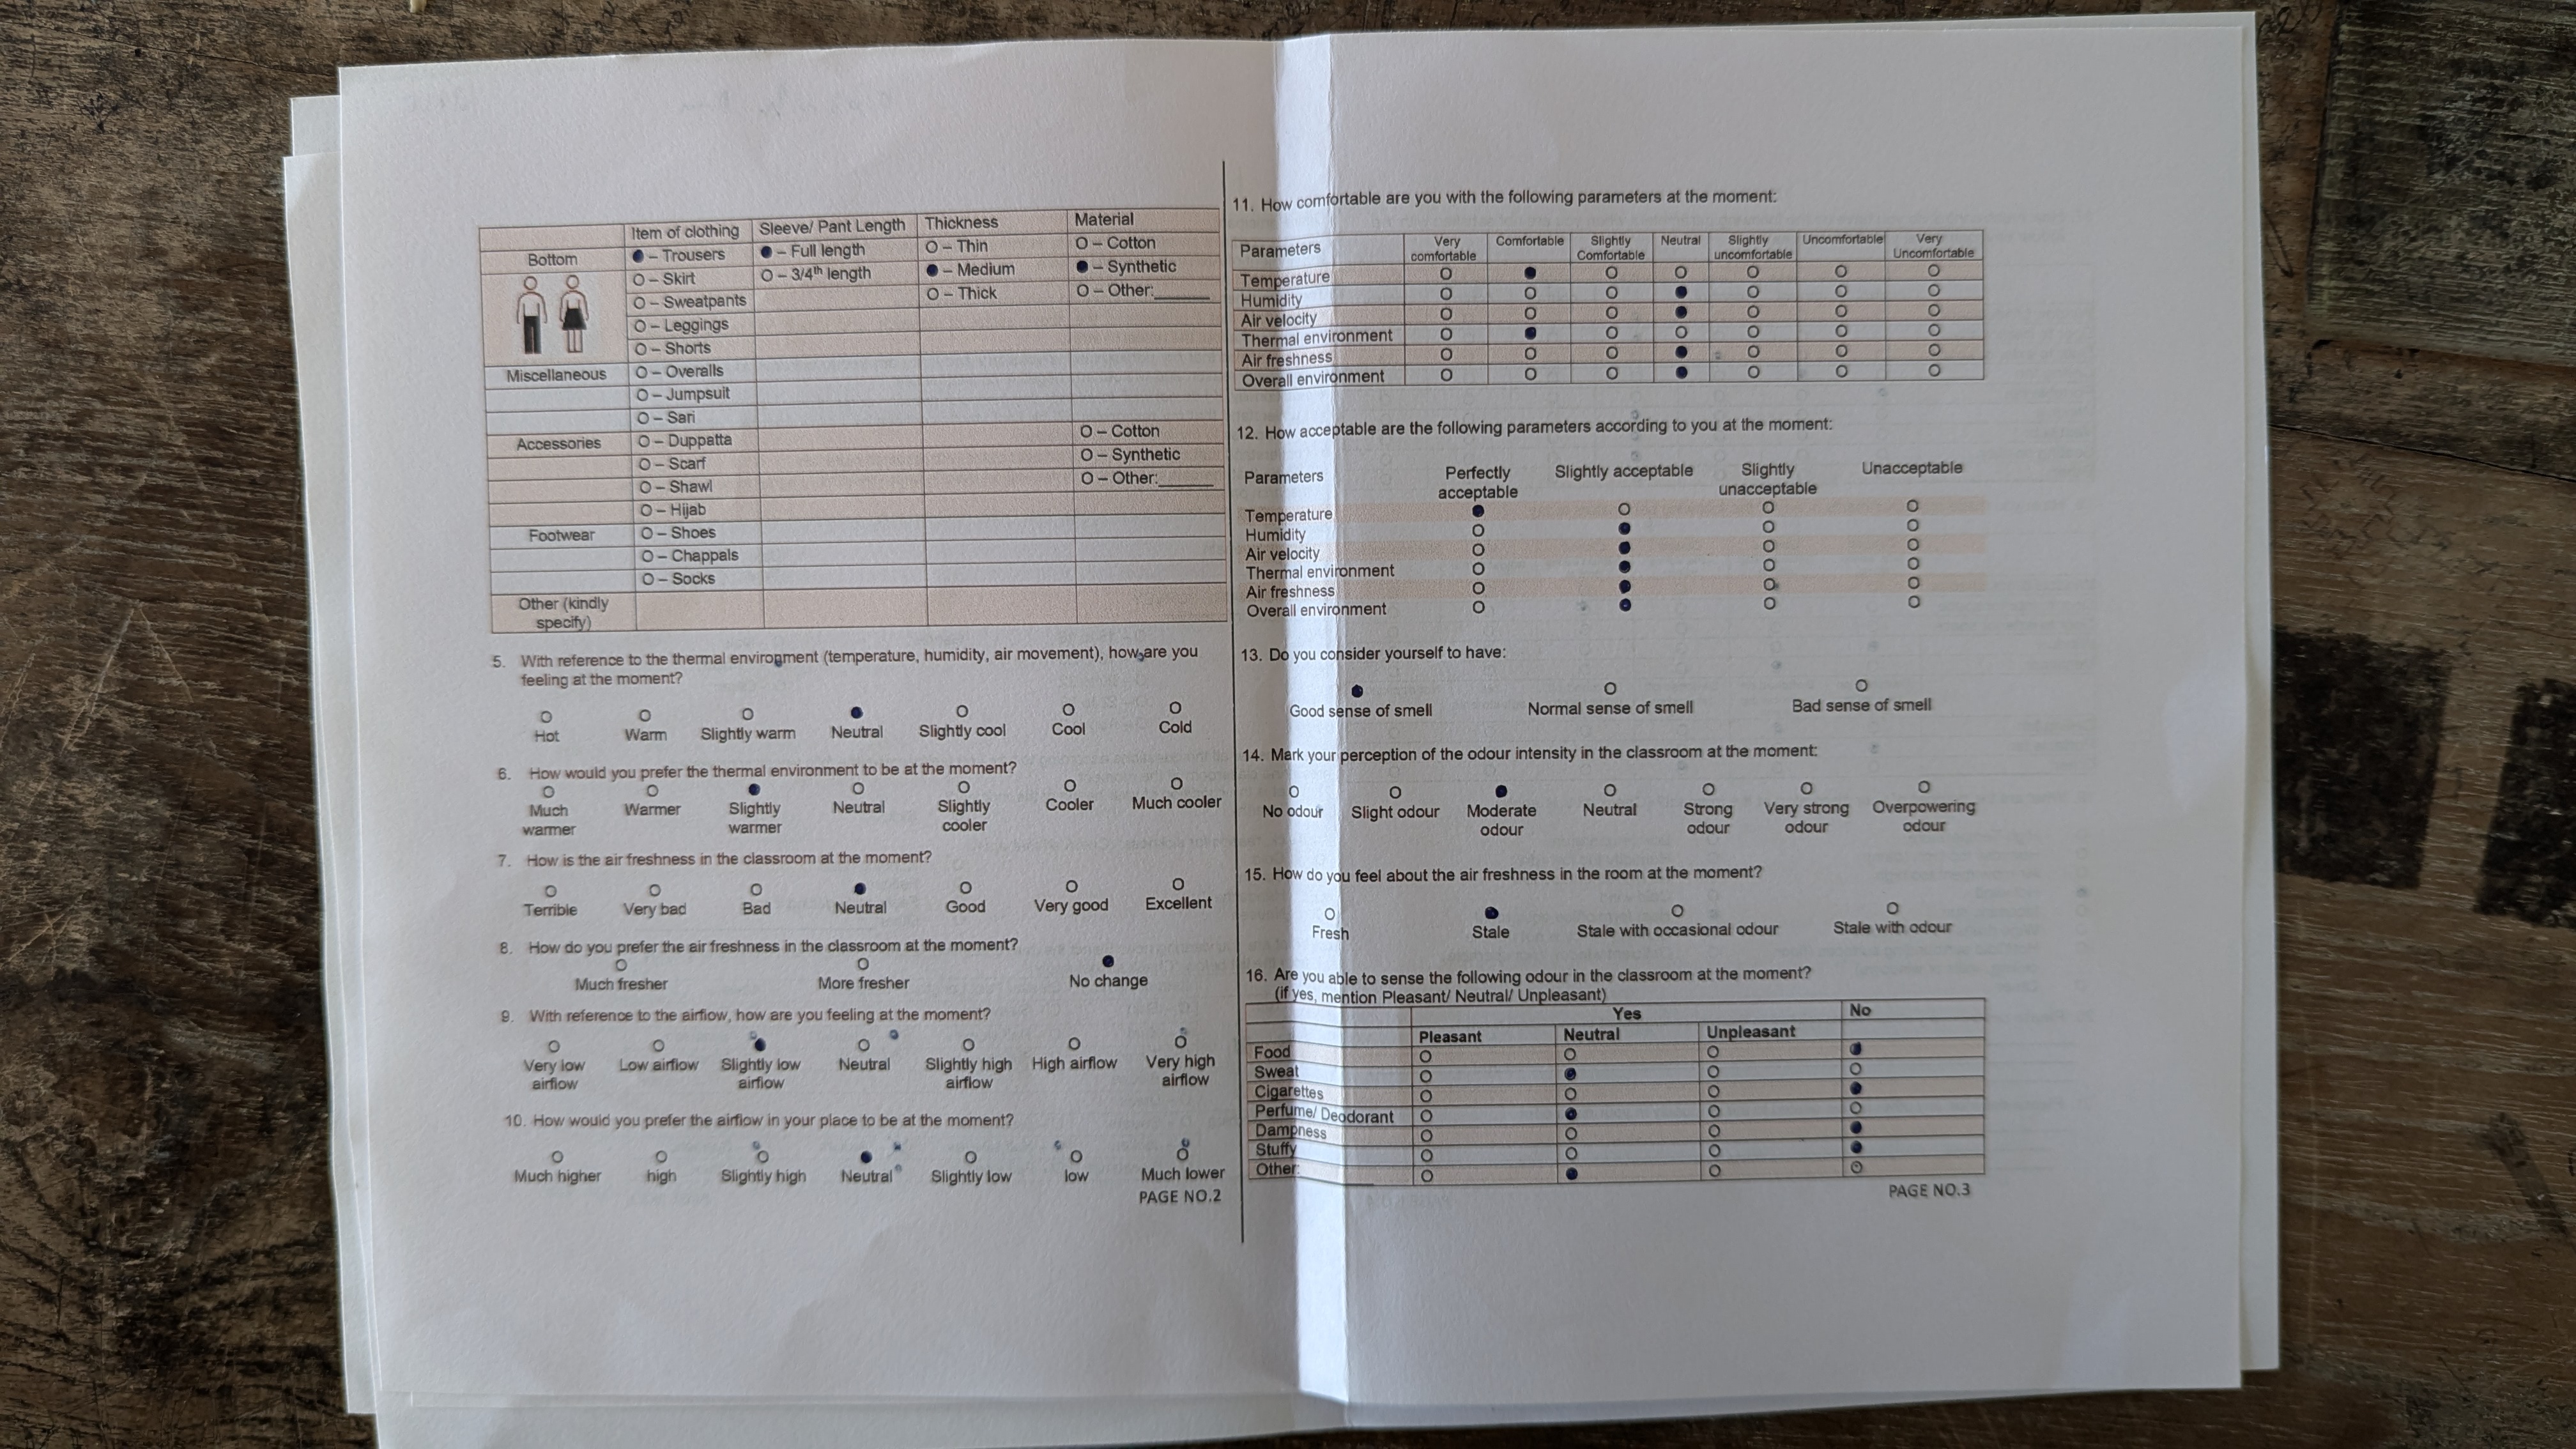 Item of clothing Sleeve/ Pant Length Thickness Material
Bottom ● – Trousers ● – Full length O – Thin O – Cotton
O – Skirt O – 3/4th length ● – Medium ● – Synthetic
O – Sweatpants O – Thick O – Other:______
O – Leggings
O – Shorts
Miscellaneous O – Overalls
O – Jumpsuit
O – Sari
Accessories O – Duppatta O – Cotton
O – Scarf O – Synthetic
O – Shawl O – Other:______
O – Hijab
Footwear O – Shoes
O – Chappals
O – Socks
Other (kindly
specify)
5. With reference to the thermal environment (temperature, humidity, air movement), how are you
feeling at the moment?
O O O ● O O O
Hot Warm Slightly warm Neutral Slightly cool Cool Cold
6. How would you prefer the thermal environment to be at the moment?
O O ● O O O O
Much Warmer Slightly Neutral Slightly Cooler Much cooler
warmer warmer cooler
7. How is the air freshness in the classroom at the moment?
O O O ● O O O
Terrible Very bad Bad Neutral Good Very good Excellent
8. How do you prefer the air freshness in the classroom at the moment?
O O ●
Much fresher More fresher No change
9. With reference to the airflow, how are you feeling at the moment?
O O ● O O O O
Very low Low airflow Slightly low Neutral Slightly high High airflow Very high
airflow airflow airflow airflow
10. How would you prefer the airflow in your place to be at the moment?
O O O ● O O O
Much higher high Slightly high Neutral Slightly low low Much lower
PAGE NO.2
11. How comfortable are you with the following parameters at the moment:
Parameters Very Comfortable Slightly Neutral Slightly Uncomfortable Very
comfortable Comfortable uncomfortable Uncomfortable
Temperature O ● O O O O O
Humidity O O O ● O O O
Air velocity O O O ● O O O
Thermal environment O ● O O O O O
Air freshness O O O ● O O O
Overall environment O O O ● O O O
12. How acceptable are the following parameters according to you at the moment:
Parameters Perfectly Slightly acceptable Slightly Unacceptable
acceptable unacceptable
Temperature ● O O O
Humidity O ● O O
Air velocity O ● O O
Thermal environment O ● O O
Air freshness O ● O O
Overall environment O ● O O
13. Do you consider yourself to have:
● O O
Good sense of smell Normal sense of smell Bad sense of smell
14. Mark your perception of the odour intensity in the classroom at the moment:
O O ● O O O O
No odour Slight odour Moderate Neutral Strong Very strong Overpowering
odour odour odour odour
15. How do you feel about the air freshness in the room at the moment?
O ● O O
Fresh Stale Stale with occasional odour Stale with odour
16. Are you able to sense the following odour in the classroom at the moment?
(if yes, mention Pleasant/ Neutral/ Unpleasant)
Yes No
Pleasant Neutral Unpleasant
Food O O O ●
Sweat O ● O O
Cigarettes O O O ●
Perfume/ Deodorant O ● O O
Dampness O O O ●
Stuffy O O O ●
Other:______ O ● O O
PAGE NO.3